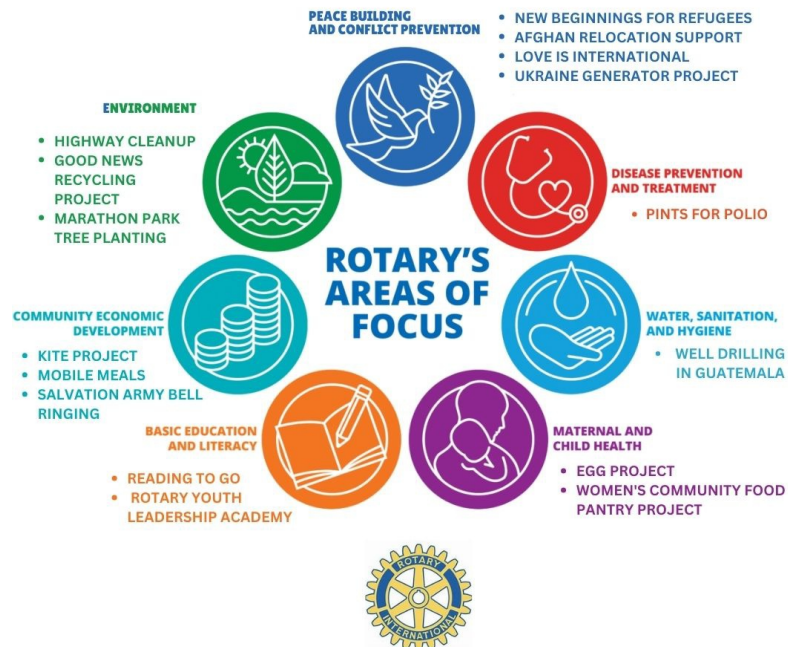 PEACE BUILDING
AND CONFLICT PREVENTION
• NEW BEGINNINGS FOR REFUGEES
• AFGHAN RELOCATION SUPPORT
• LOVE IS INTERNATIONAL
• UKRAINE GENERATOR PROJECT
ENVIRONMENT
• HIGHWAY CLEANUP
• GOOD NEWS
RECYCLING
PROJECT
• MARATHON PARK
TREE PLANTING
DISEASE PREVENTION
AND TREATMENT
• PINTS FOR POLIO
ROTARY'S
AREAS OF
FOCUS
COMMUNITY ECONOMIC
DEVELOPMENT
• KITE PROJECT
• MOBILE MEALS
• SALVATION ARMY BELL
RINGING
WATER, SANITATION,
AND HYGIENE
• WELL DRILLING
IN GUATEMALA
BASIC EDUCATION
AND LITERACY
• READING TO GO
• ROTARY YOUTH
LEADERSHIP ACADEMY
MATERNAL AND
CHILD HEALTH
• EGG PROJECT
• WOMEN'S COMMUNITY FOOD
PANTRY PROJECT
ROTARY
INTERNATIONAL